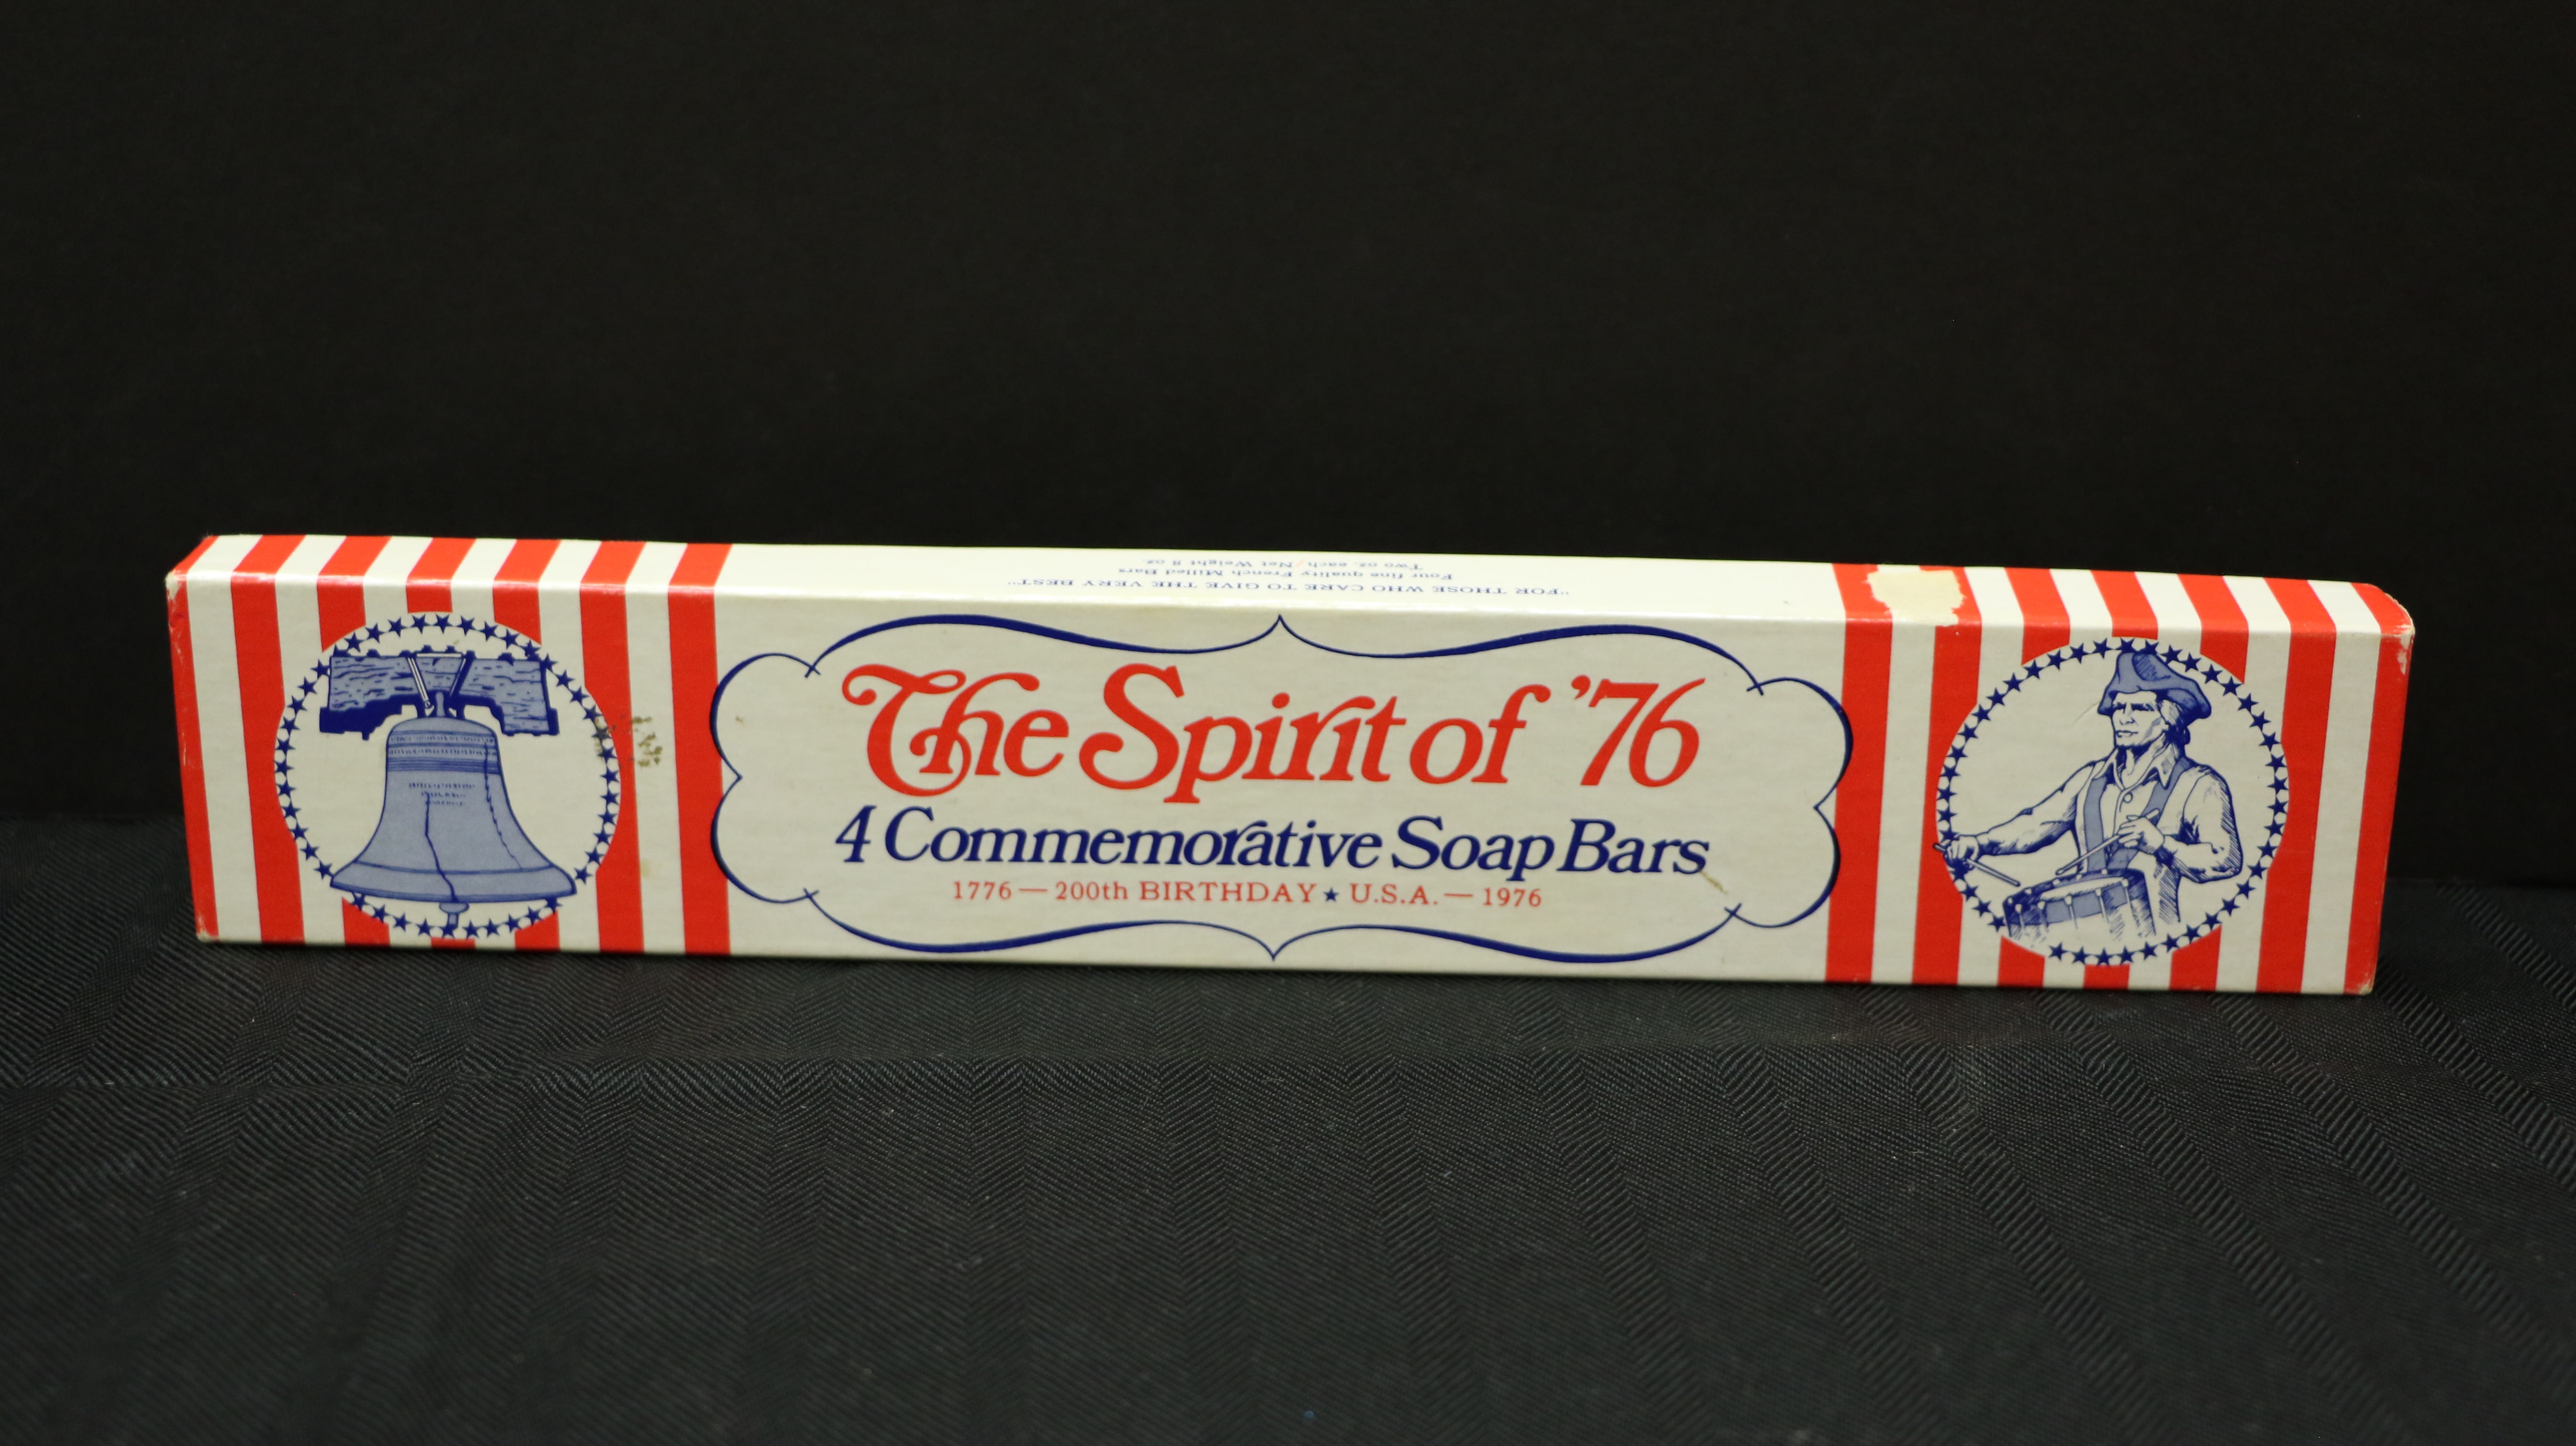 "FOR THOSE WHO CARE TO GIVE THE VERY BEST"
Four fine quality French Milled Bars
Two oz. each/Net Weight 8 oz.
The Spirit of '76
4 Commemorative Soap Bars
1776 — 200th BIRTHDAY ★ U.S.A. — 1976